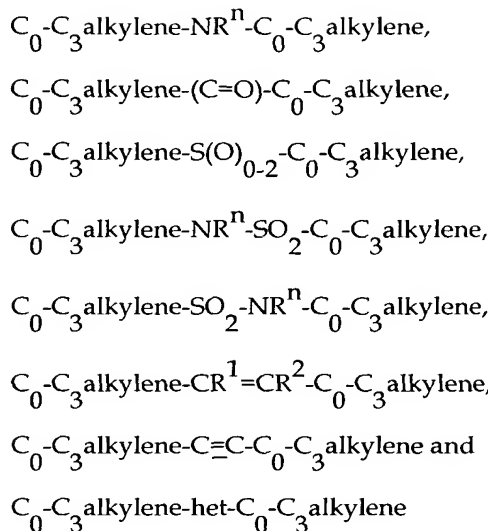 C₀-C₃alkylene-NRⁿ-C₀-C₃alkylene,
C₀-C₃alkylene-(C=O)-C₀-C₃alkylene,
C₀-C₃alkylene-S(O)₀₋₂-C₀-C₃alkylene,
C₀-C₃alkylene-NRⁿ-SO₂-C₀-C₃alkylene,
C₀-C₃alkylene-SO₂-NRⁿ-C₀-C₃alkylene,
C₀-C₃alkylene-CR¹=CR²-C₀-C₃alkylene,
C₀-C₃alkylene-C≡C-C₀-C₃alkylene and
C₀-C₃alkylene-het-C₀-C₃alkylene